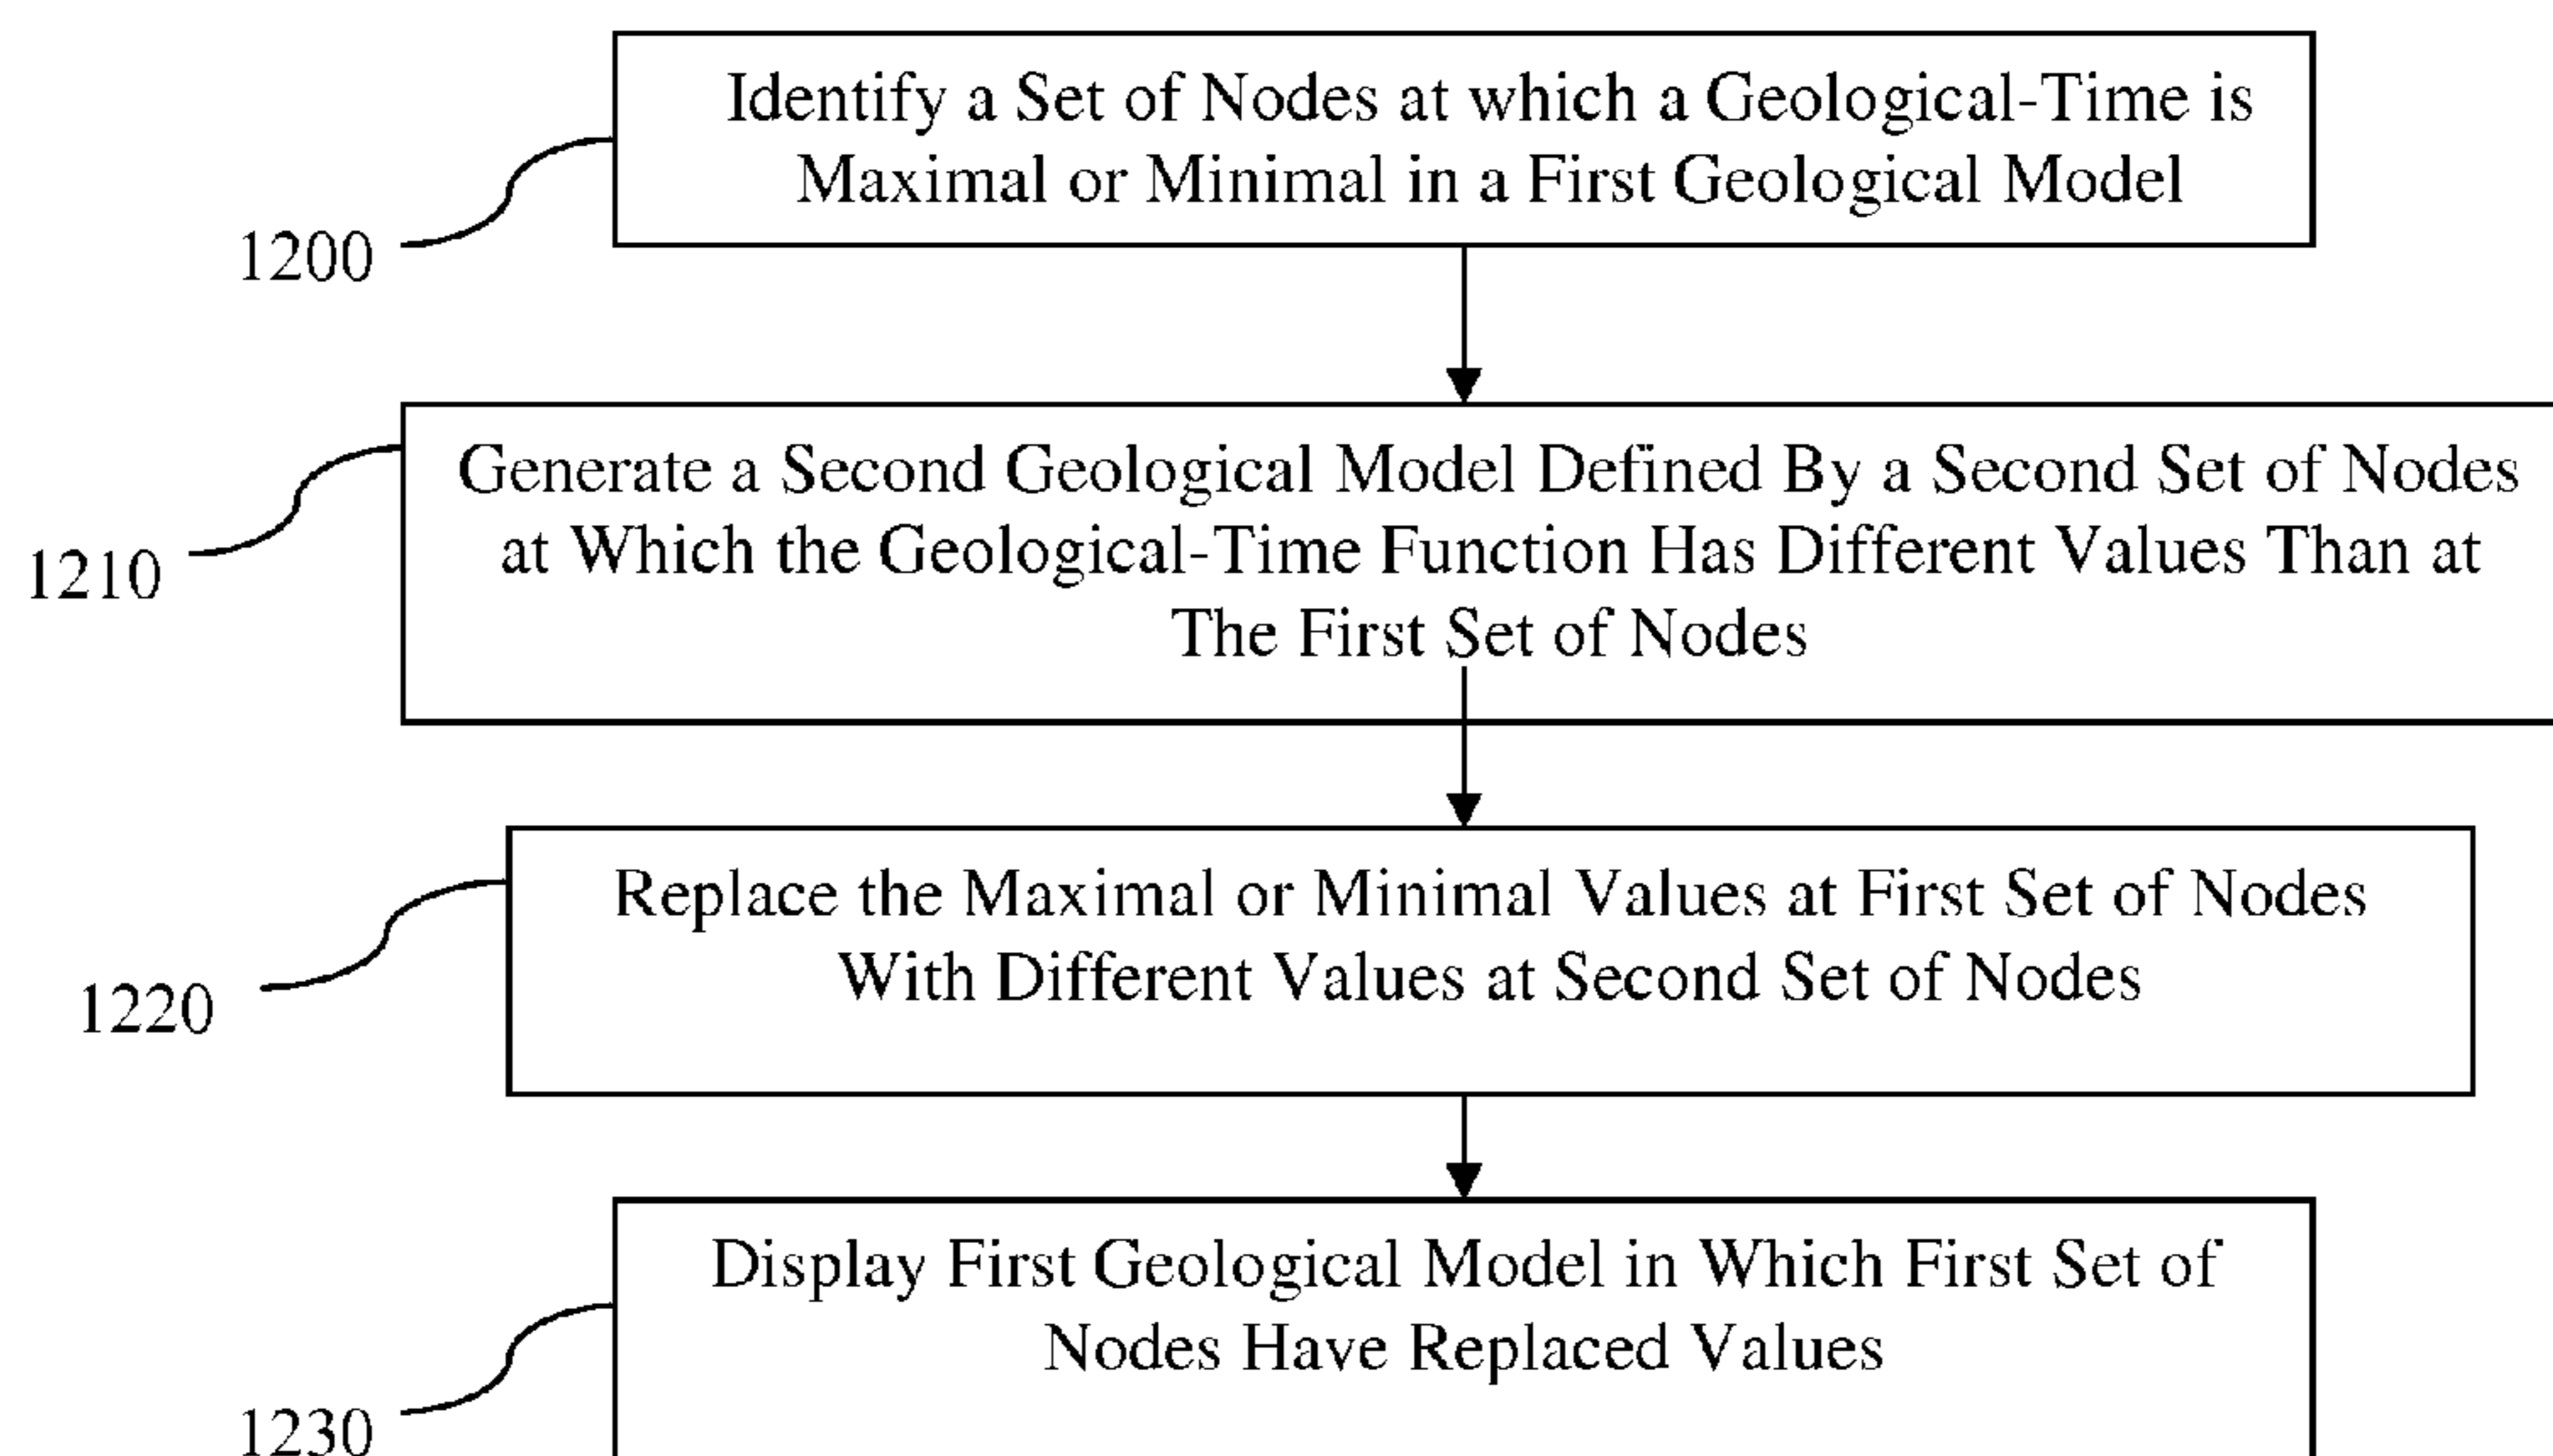 Identify a Set of Nodes at which a Geological-Time is
Maximal or Minimal in a First Geological Model
1200
Generate a Second Geological Model Defined By a Second Set of Nodes
at Which the Geological-Time Function Has Different Values Than at
The First Set of Nodes
1210
Replace the Maximal or Minimal Values at First Set of Nodes
With Different Values at Second Set of Nodes
1220
Display First Geological Model in Which First Set of
Nodes Have Replaced Values
1230